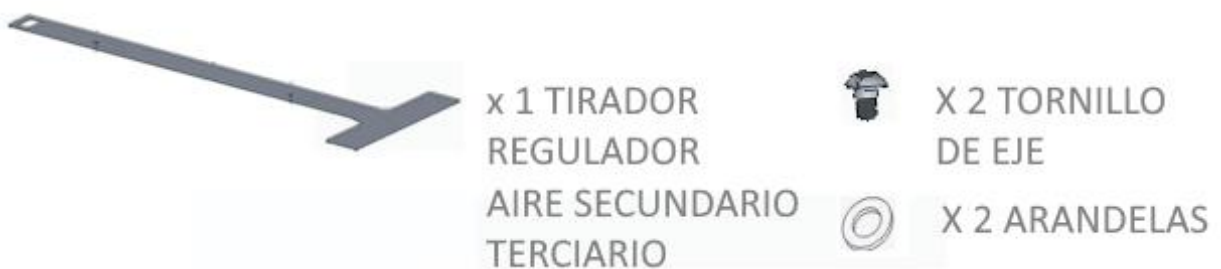 x 1 TIRADOR
REGULADOR
AIRE SECUNDARIO
TERCIARIO
X 2 TORNILLO
DE EJE
X 2 ARANDELAS